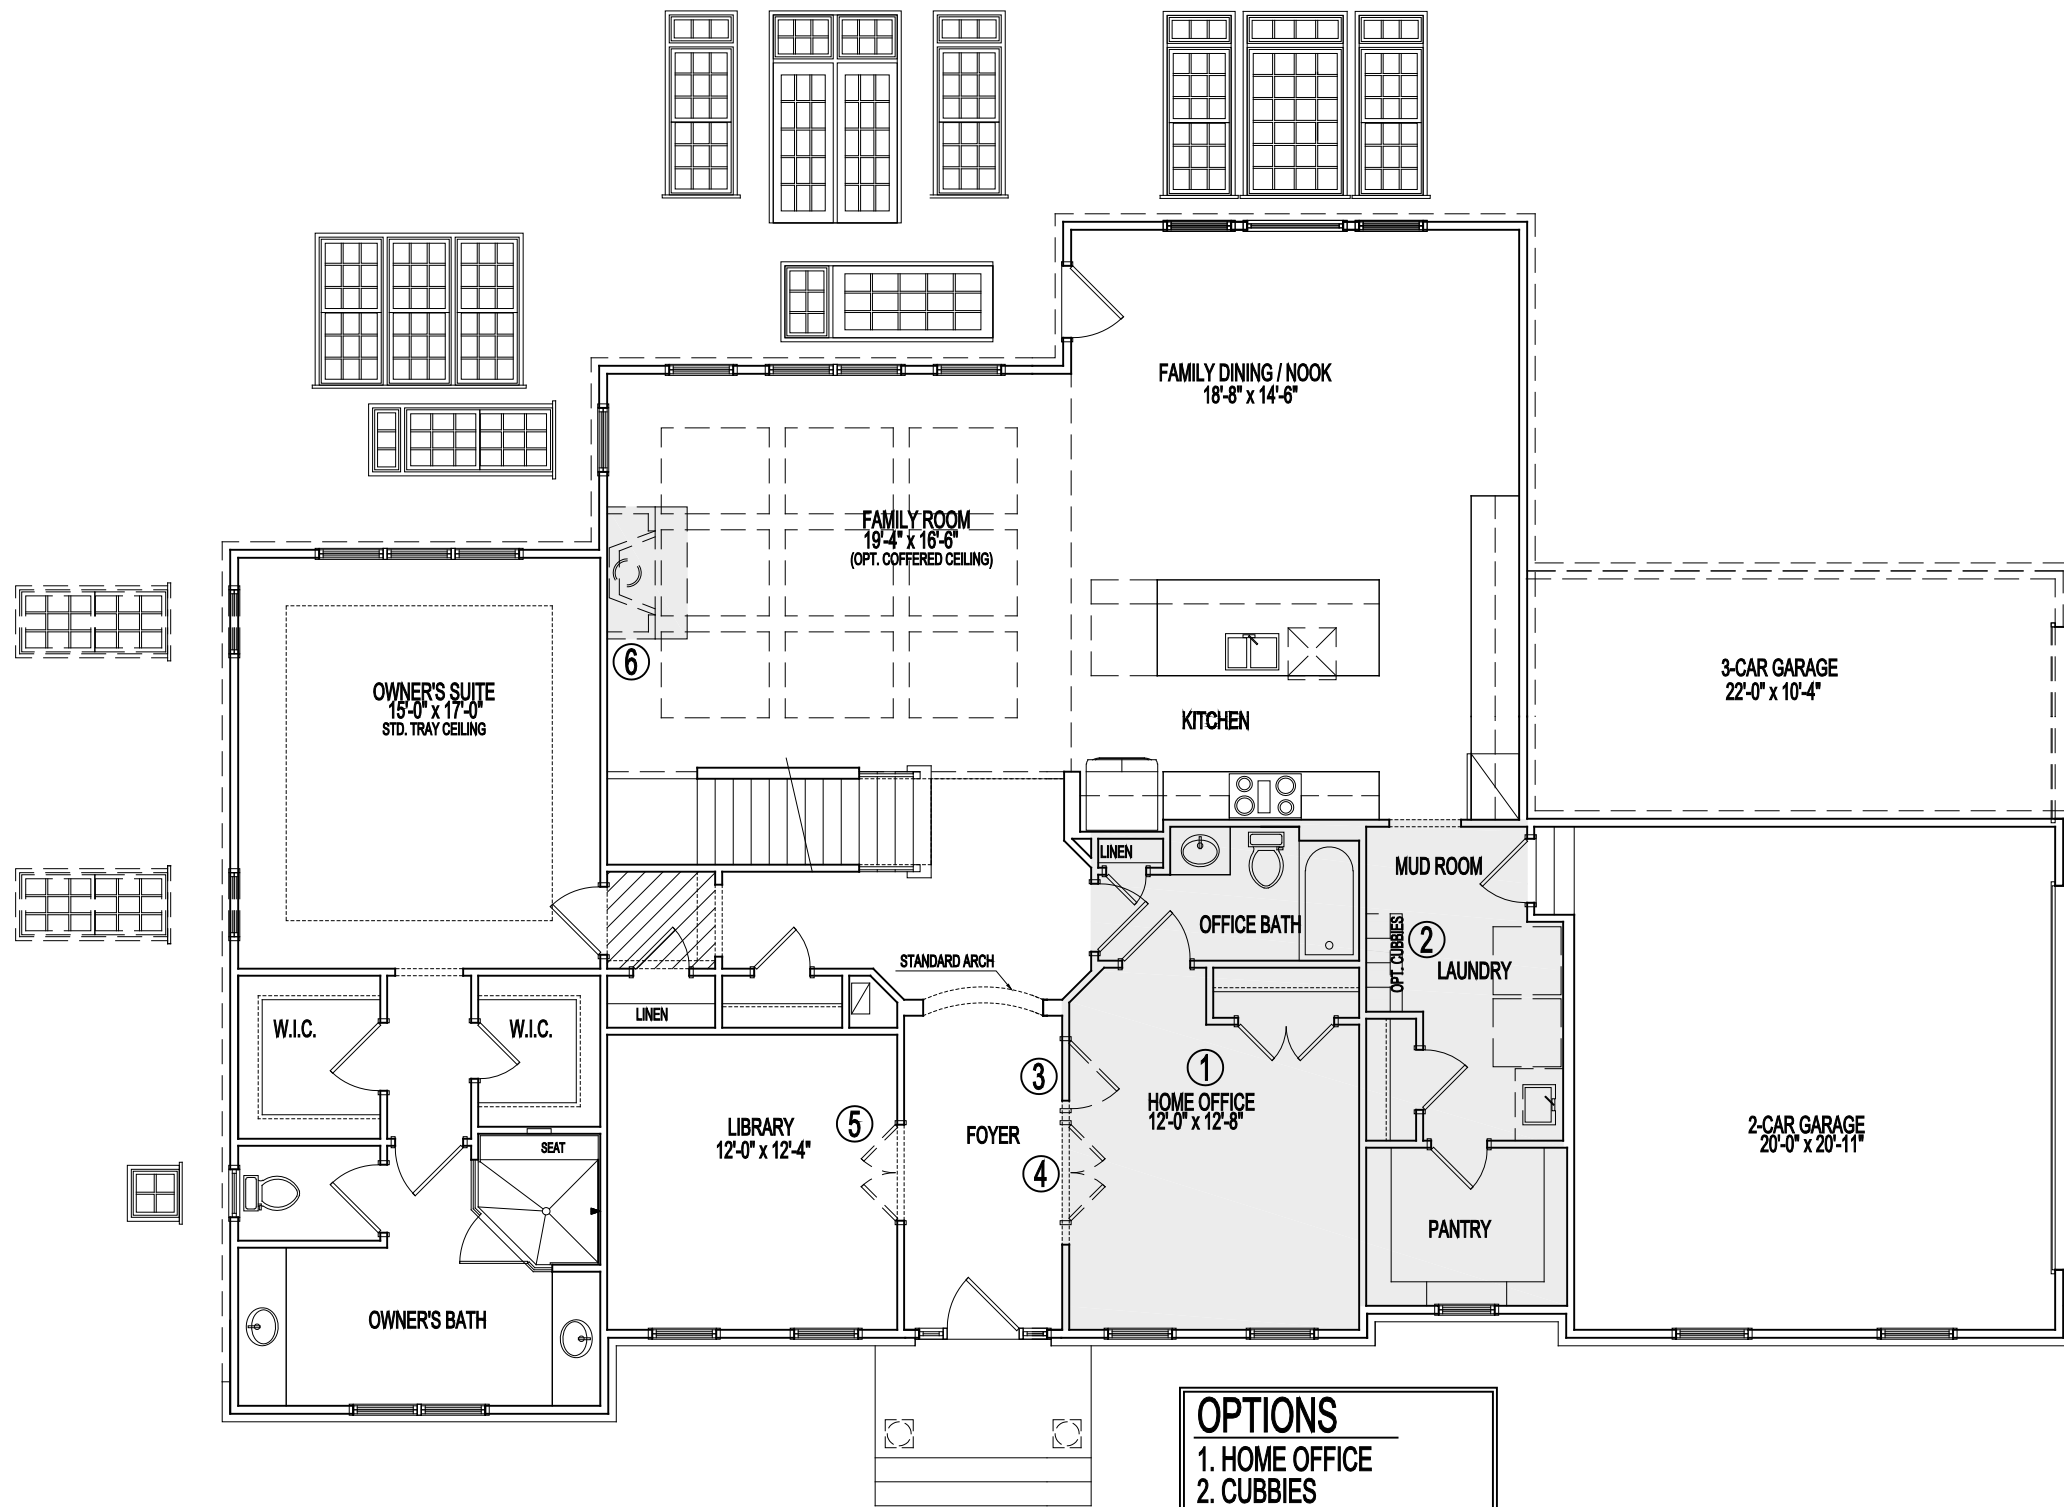 FAMILY DINING / NOOK
18'-8" x 14'-6"
FAMILY ROOM
19'-4" x 16'-6"
(OPT. COFFERED CEILING)
6
OWNER'S SUITE
15'-0" x 17'-0"
STD. TRAY CEILING
KITCHEN
3-CAR GARAGE
22'-0" x 10'-4"
LINEN
MUD ROOM
OFFICE BATH
OPT. CUBBIES
2
LAUNDRY
STANDARD ARCH
W.I.C.
W.I.C.
LINEN
3
1
HOME OFFICE
12'-0" x 12'-8"
LIBRARY
12'-0" x 12'-4"
5
FOYER
4
2-CAR GARAGE
20'-0" x 20'-11"
SEAT
PANTRY
OWNER'S BATH
OPTIONS
1. HOME OFFICE
2. CUBBIES